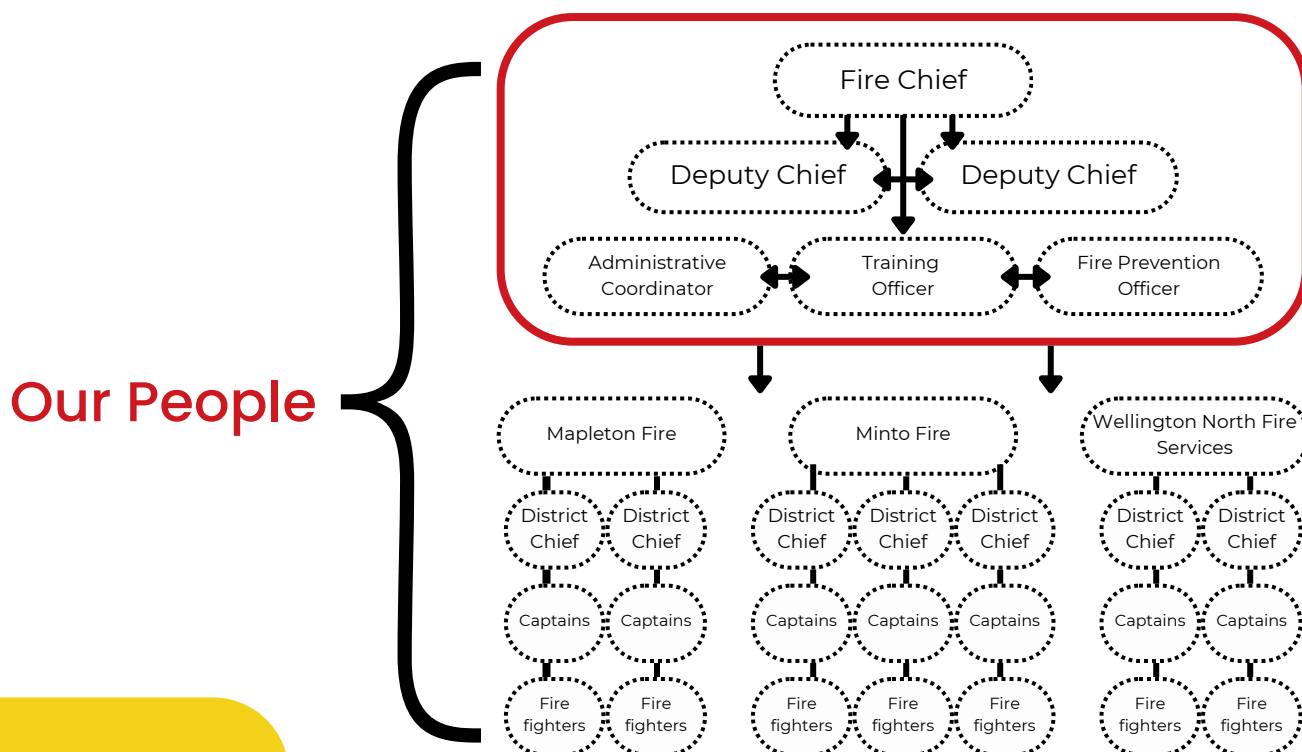 Fire Chief
Deputy Chief
Deputy Chief
Administrative
Coordinator
Training
Officer
Fire Prevention
Officer
Our People
Mapleton Fire
Minto Fire
Wellington North Fire
Services
District
Chief
District
Chief
District
Chief
District
Chief
District
Chief
District
Chief
District
Chief
Captains
Captains
Captains
Captains
Captains
Captains
Captains
Fire
fighters
Fire
fighters
Fire
fighters
Fire
fighters
Fire
fighters
Fire
fighters
Fire
fighters